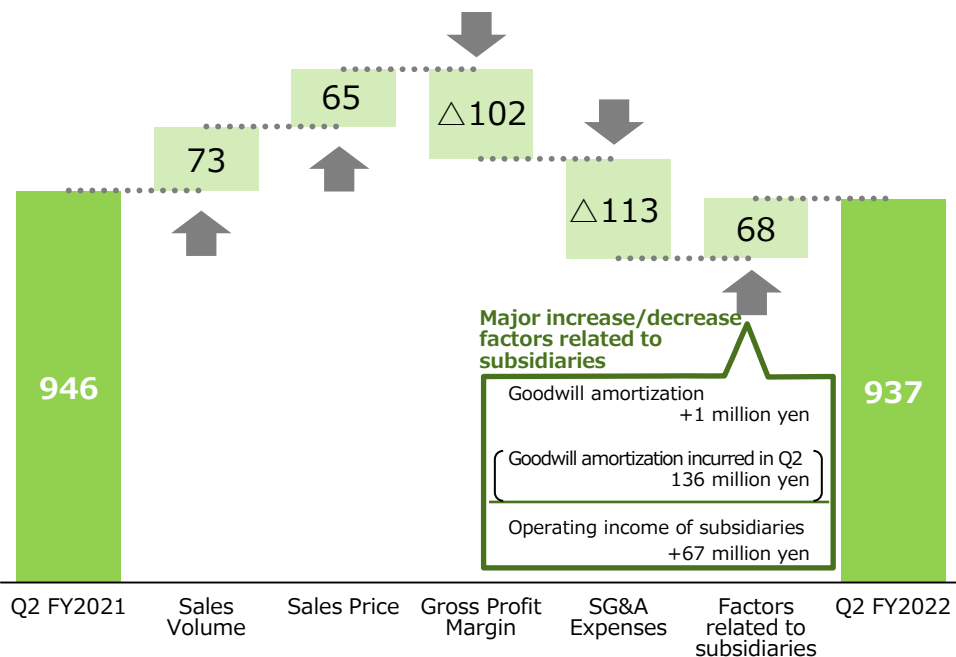 65
△102
73
△113
68
Major increase/decrease
factors related to
subsidiaries
946
937
Goodwill amortization
+1 million yen
Goodwill amortization incurred in Q2
136 million yen
Operating income of subsidiaries
+67 million yen
Q2 FY2021
Sales
Volume
Sales Price
Gross Profit
Margin
SG&A
Expenses
Factors
related to
subsidiaries
Q2 FY2022